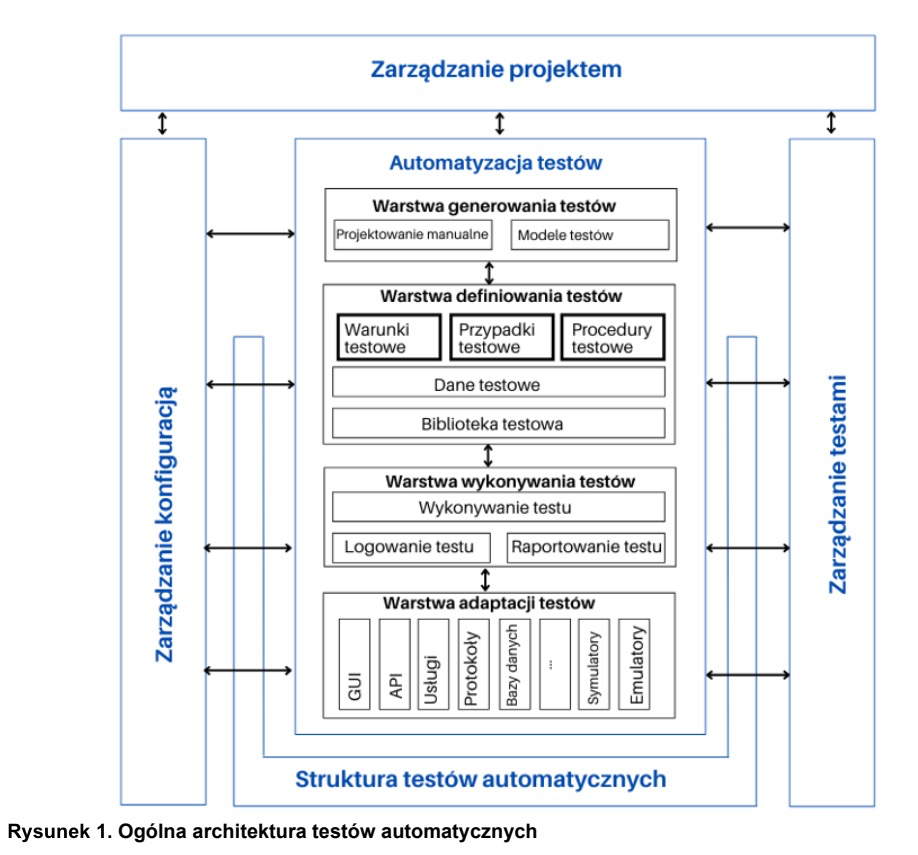 Zarządzanie projektem
Zarządzanie konfiguracją
Automatyzacja testów
Warstwa generowania testów
Projektowanie manualne
Modele testów
Warstwa definiowania testów
Warunki
testowe
Przypadki
testowe
Procedury
testowe
Dane testowe
Biblioteka testowa
Warstwa wykonywania testów
Wykonywanie testu
Logowanie testu
Raportowanie testu
Warstwa adaptacji testów
GUI
API
Usługi
Protokoły
Bazy danych
...
Symulatory
Emulatory
Zarządzanie testami
Struktura testów automatycznych
Rysunek 1. Ogólna architektura testów automatycznych